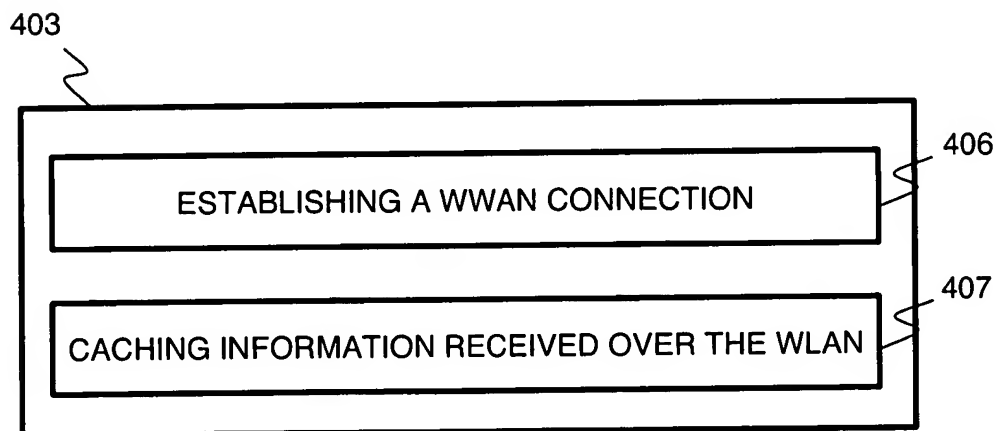 403
406
ESTABLISHING A WWAN CONNECTION
407
CACHING INFORMATION RECEIVED OVER THE WLAN